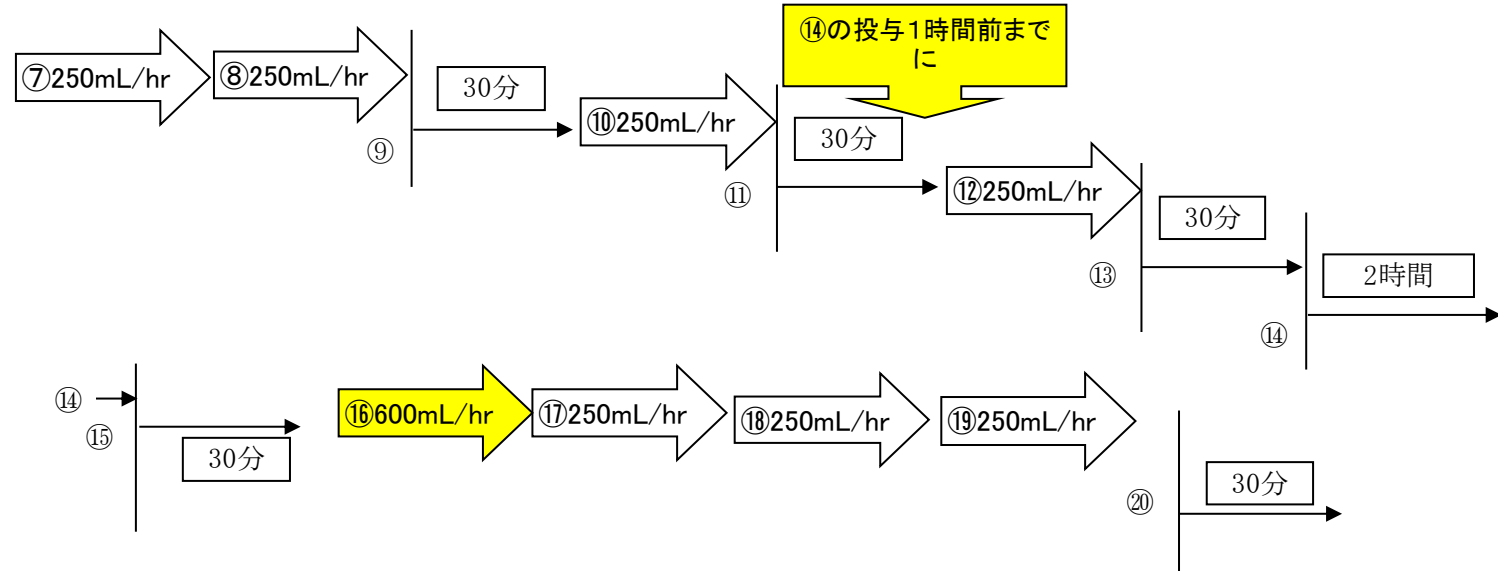 ⑦250mL/hr
⑧250mL/hr
⑨
30分
⑩250mL/hr
⑭の投与1時間前まで
に
⑪
30分
⑫250mL/hr
⑬
30分
⑭
2時間
⑭
⑮
30分
⑯600mL/hr
⑰250mL/hr
⑱250mL/hr
⑲250mL/hr
⑳
30分